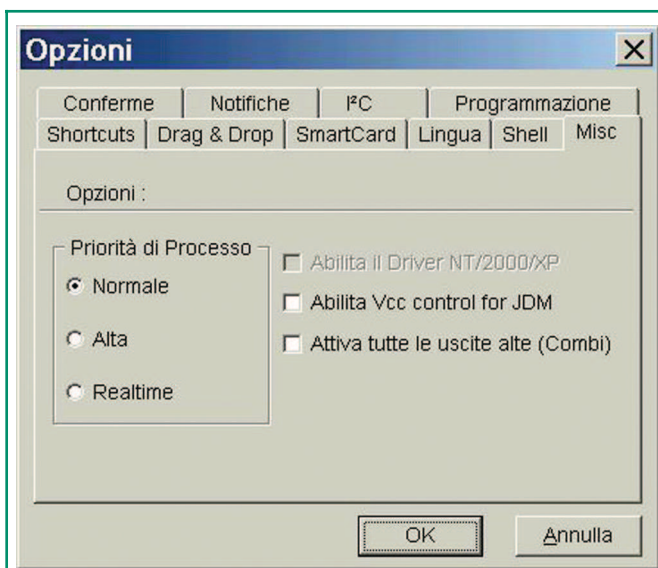 Opzioni
Conferme Notifiche I²C Programmazione
Shortcuts Drag & Drop SmartCard Lingua Shell Misc
Opzioni :
Priorità di Processo
Normale
Alta
Realtime
Abilita il Driver NT/2000/XP
Abilita Vcc control for JDM
Attiva tutte le uscite alte (Combi)
OK Annulla